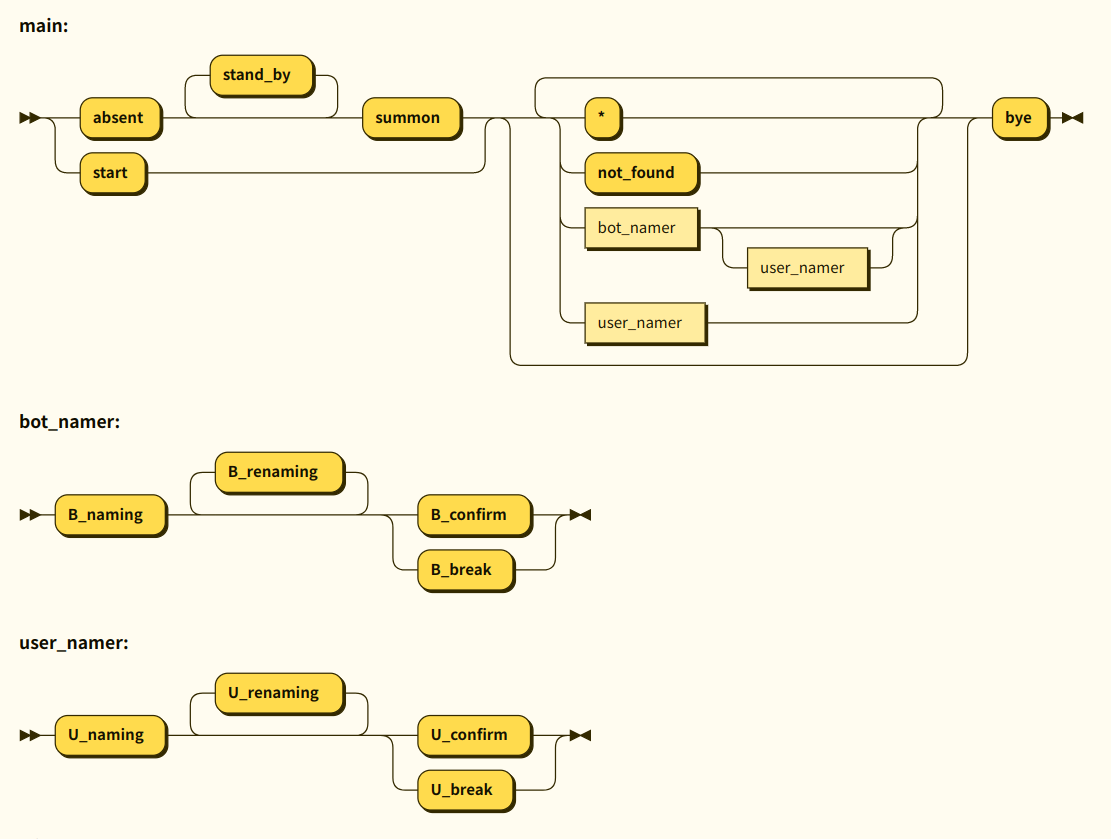 main:
stand_by
absent
summon
*
bye
start
not_found
bot_namer
user_namer
user_namer
bot_namer:
B_renaming
B_naming
B_confirm
B_break
user_namer:
U_renaming
U_naming
U_confirm
U_break